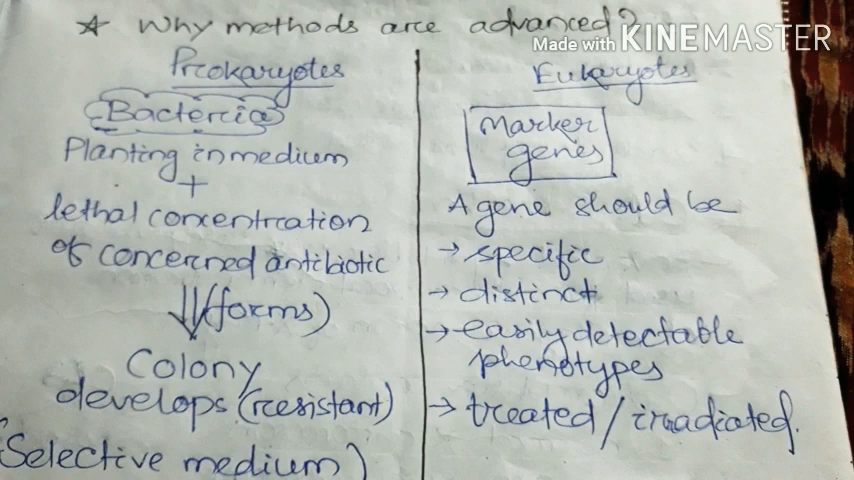 * Why methods are advanced?
Made with KINEMASTER
Prokaryotes
Bacteria
Planting in medium
+
lethal concentration
of concerned antibiotic
(forms)
Colony
develops (resistant)
(Selective medium)
Eukaryotes
Marker
genes
A gene should be
→ specific
→ distinct
→ easily detectable
phenotypes
→ treated / irradiated.